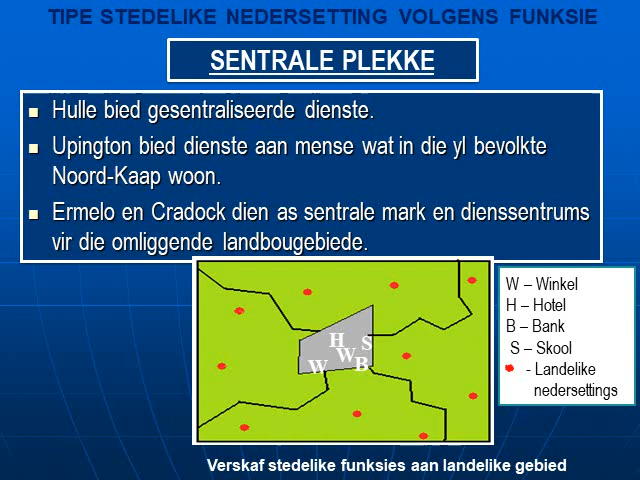 TIPE STEDELIKE NEDERSETTING VOLGENS FUNKSIE
SENTRALE PLEKKE
Hulle bied gesentraliseerde dienste.
Upington bied dienste aan mense wat in die yl bevolkte
Noord-Kaap woon.
Ermelo en Cradock dien as sentrale mark en dienssentrums
vir die omliggende landbougebiede.
H
S
W
B
W
W – Winkel
H – Hotel
B – Bank
S – Skool
- Landelike
nedersettings
Verskaf stedelike funksies aan landelike gebied